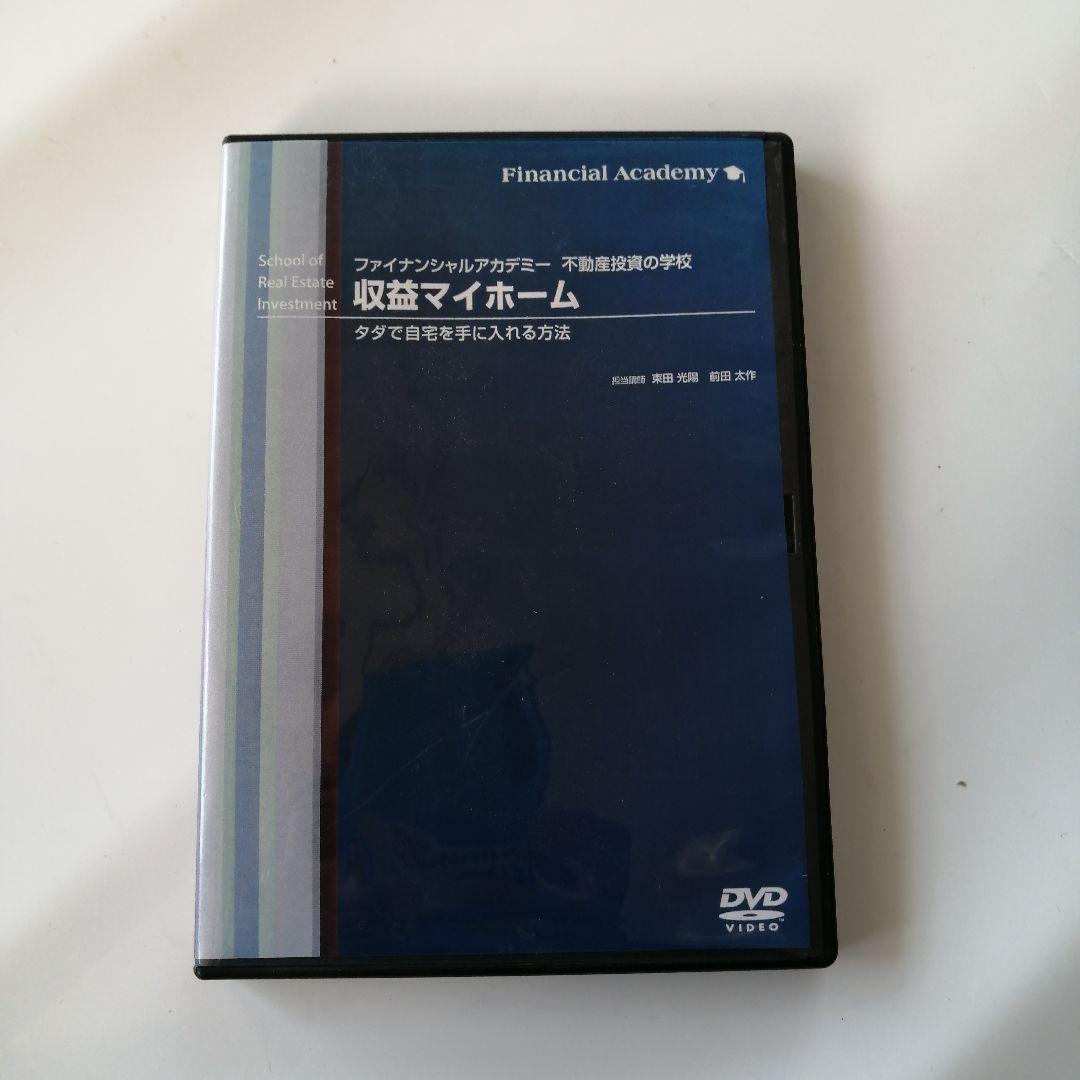 Financial Academy
School of
Real Estate
Investment
ファイナンシャルアカデミー 不動産投資の学校
収益マイホーム
タダで自宅を手に入れる方法
担当講師 束田 光陽 前田 太作
DVD
VIDEO
TM